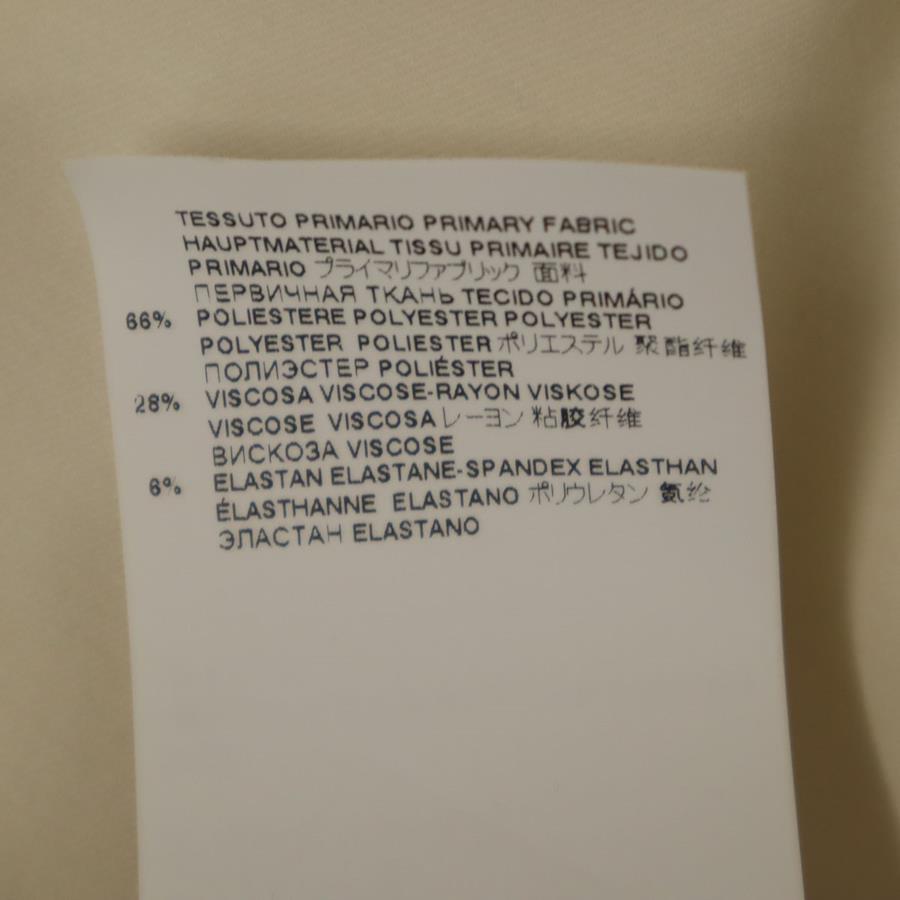 TESSUTO PRIMARIO PRIMARY FABRIC
HAUPTMATERIAL TISSU PRIMAIRE TEJIDO
PRIMARIO プライマリファブリック 面料
ПЕРВИЧНАЯ ТКАНЬ TECIDO PRIMÁRIO
66% POLIESTERE POLYESTER POLYESTER
POLYESTER POLIESTER ポリエステル 聚酯纤维
ПОЛИЭСТЕР POLIÉSTER
28% VISCOSA VISCOSE-RAYON VISKOSE
VISCOSE VISCOSA レーヨン 粘胶纤维
ВИСКОЗА VISCOSE
6% ELASTAN ELASTANE-SPANDEX ELASTHAN
ÉLASTHANNE ELASTANO ポリウレタン 氨纶
ЭЛАСТАН ELASTANO